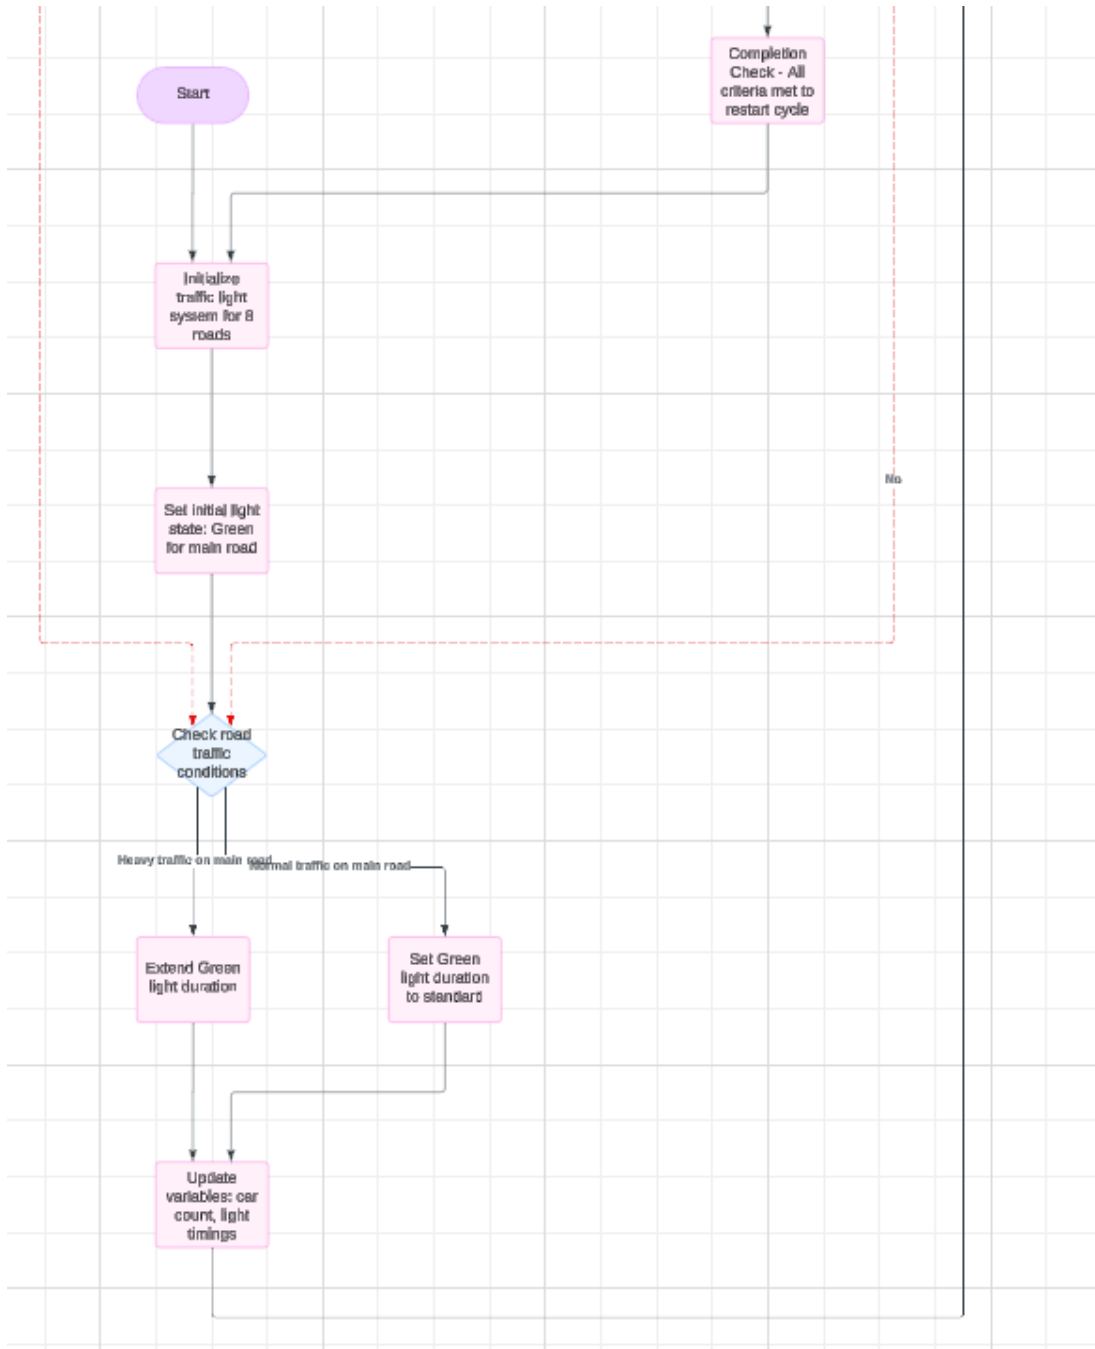 Completion
Check - All
criteria met to
restart cycle
Start
Initialize
traffic light
system for 8
roads
No
Set initial light
state: Green
for main road
Check road
traffic
conditions
Heavy traffic on main road
Normal traffic on main road
Extend Green
light duration
Set Green
light duration
to standard
Update
variables: car
count, light
timings